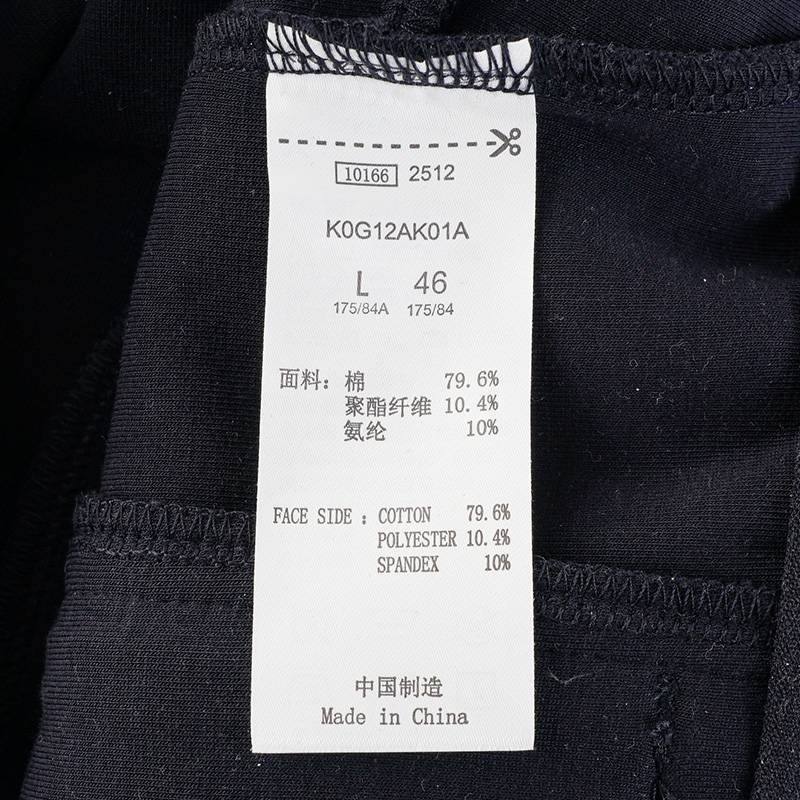 10166 2512
K0G12AK01A
L 46
175/84A 175/84
面料：棉 79.6%
聚酯纤维 10.4%
氨纶 10%
FACE SIDE : COTTON 79.6%
POLYESTER 10.4%
SPANDEX 10%
中国制造
Made in China